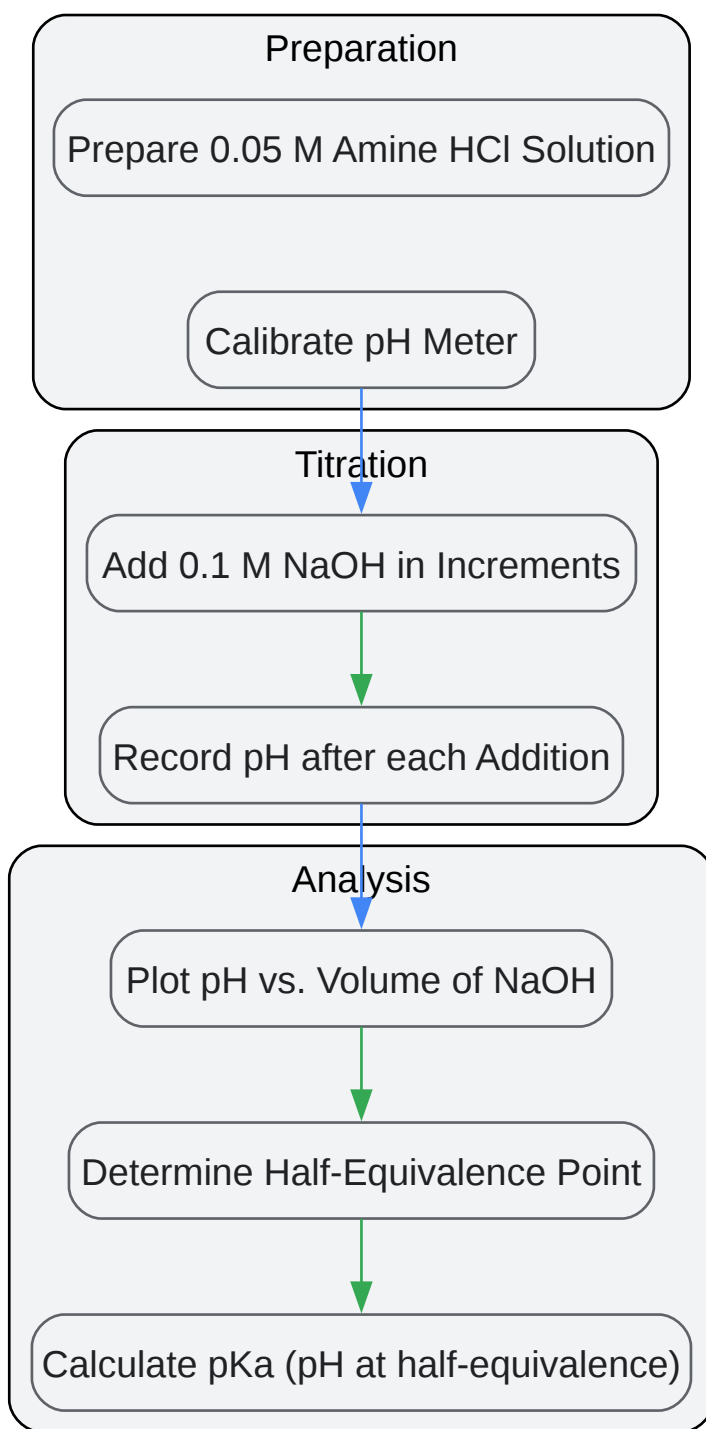 Preparation
Prepare 0.05 M Amine HCl Solution
Calibrate pH Meter
Titration
Add 0.1 M NaOH in Increments
Record pH after each Addition
Analysis
Plot pH vs. Volume of NaOH
Determine Half-Equivalence Point
Calculate pKa (pH at half-equivalence)